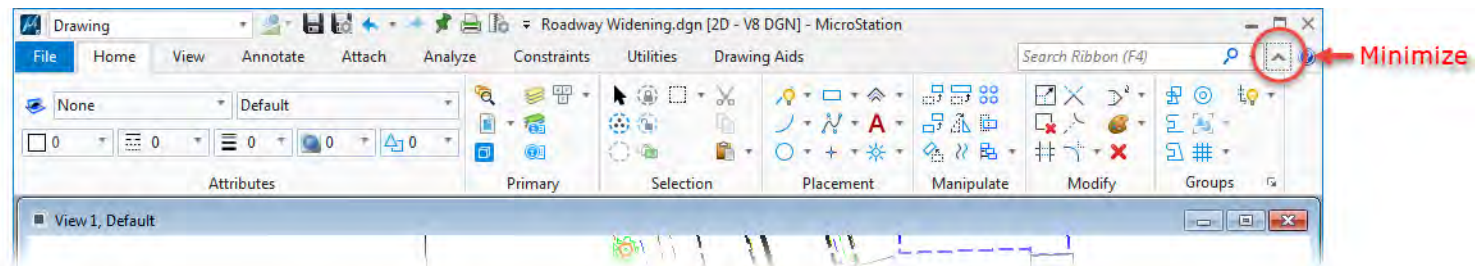 Drawing
Roadway Widening.dgn [2D - V8 DGN] - MicroStation
File Home View Annotate Attach Analyze Constraints Utilities Drawing Aids Search Ribbon (F4) Minimize
None Default
0 0 0 0 0
Attributes Primary Selection Placement Manipulate Modify Groups
View 1, Default